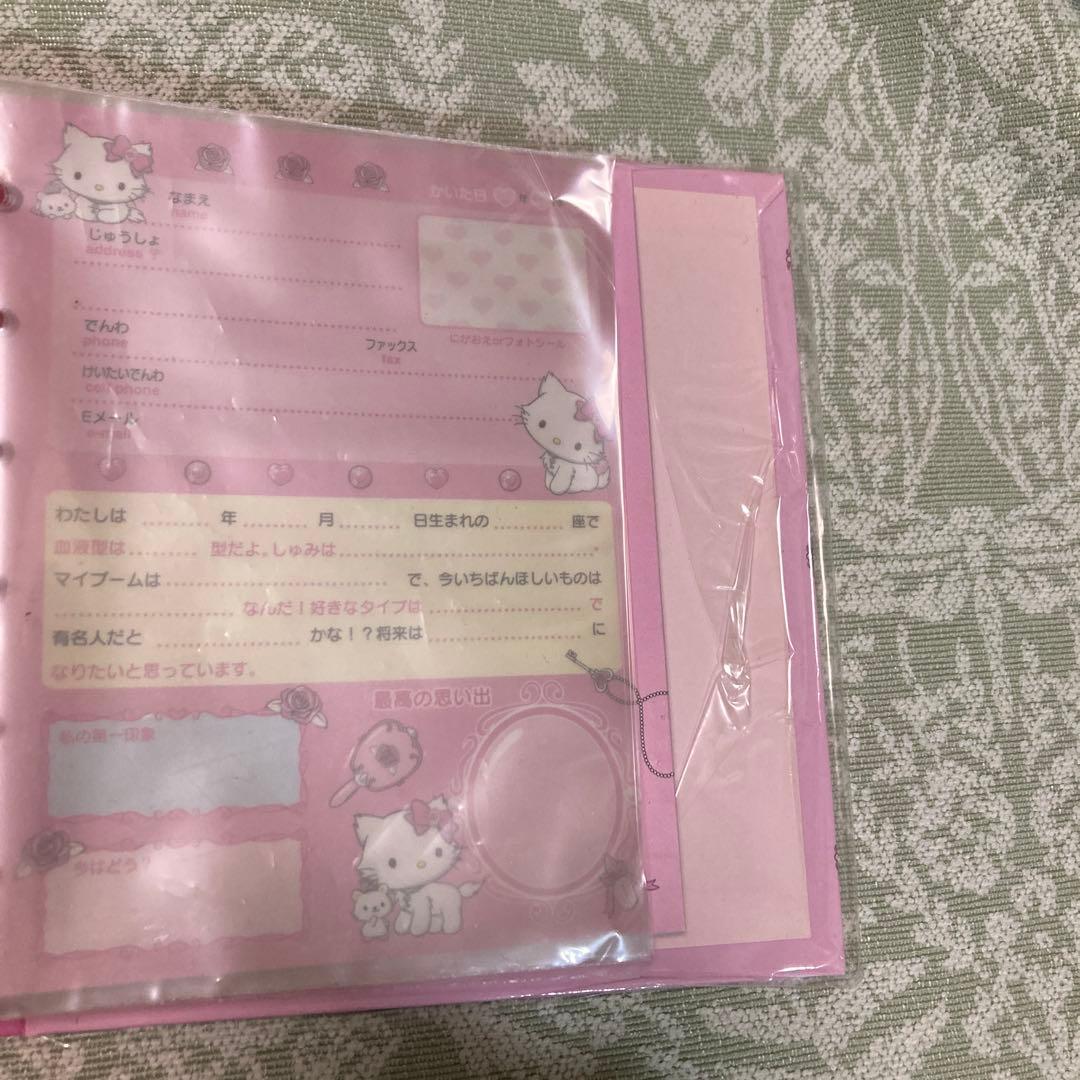 かいた日 年
なまえ
name
じゅうしょ
address 〒
でんわ
phone
ファックス
fax
にがおえorフォトシール
けいたいでんわ
cell phone
Eメール
e-mail
わたしは 年 月 日生まれの 座で
血液型は 型だよ。しゅみは 。
マイブームは で、今いちばんほしいものは
なんだ!好きなタイプは で
有名人だと かな!?将来は に
なりたいと思っています。
最高の思い出
私の第一印象
今はどう?